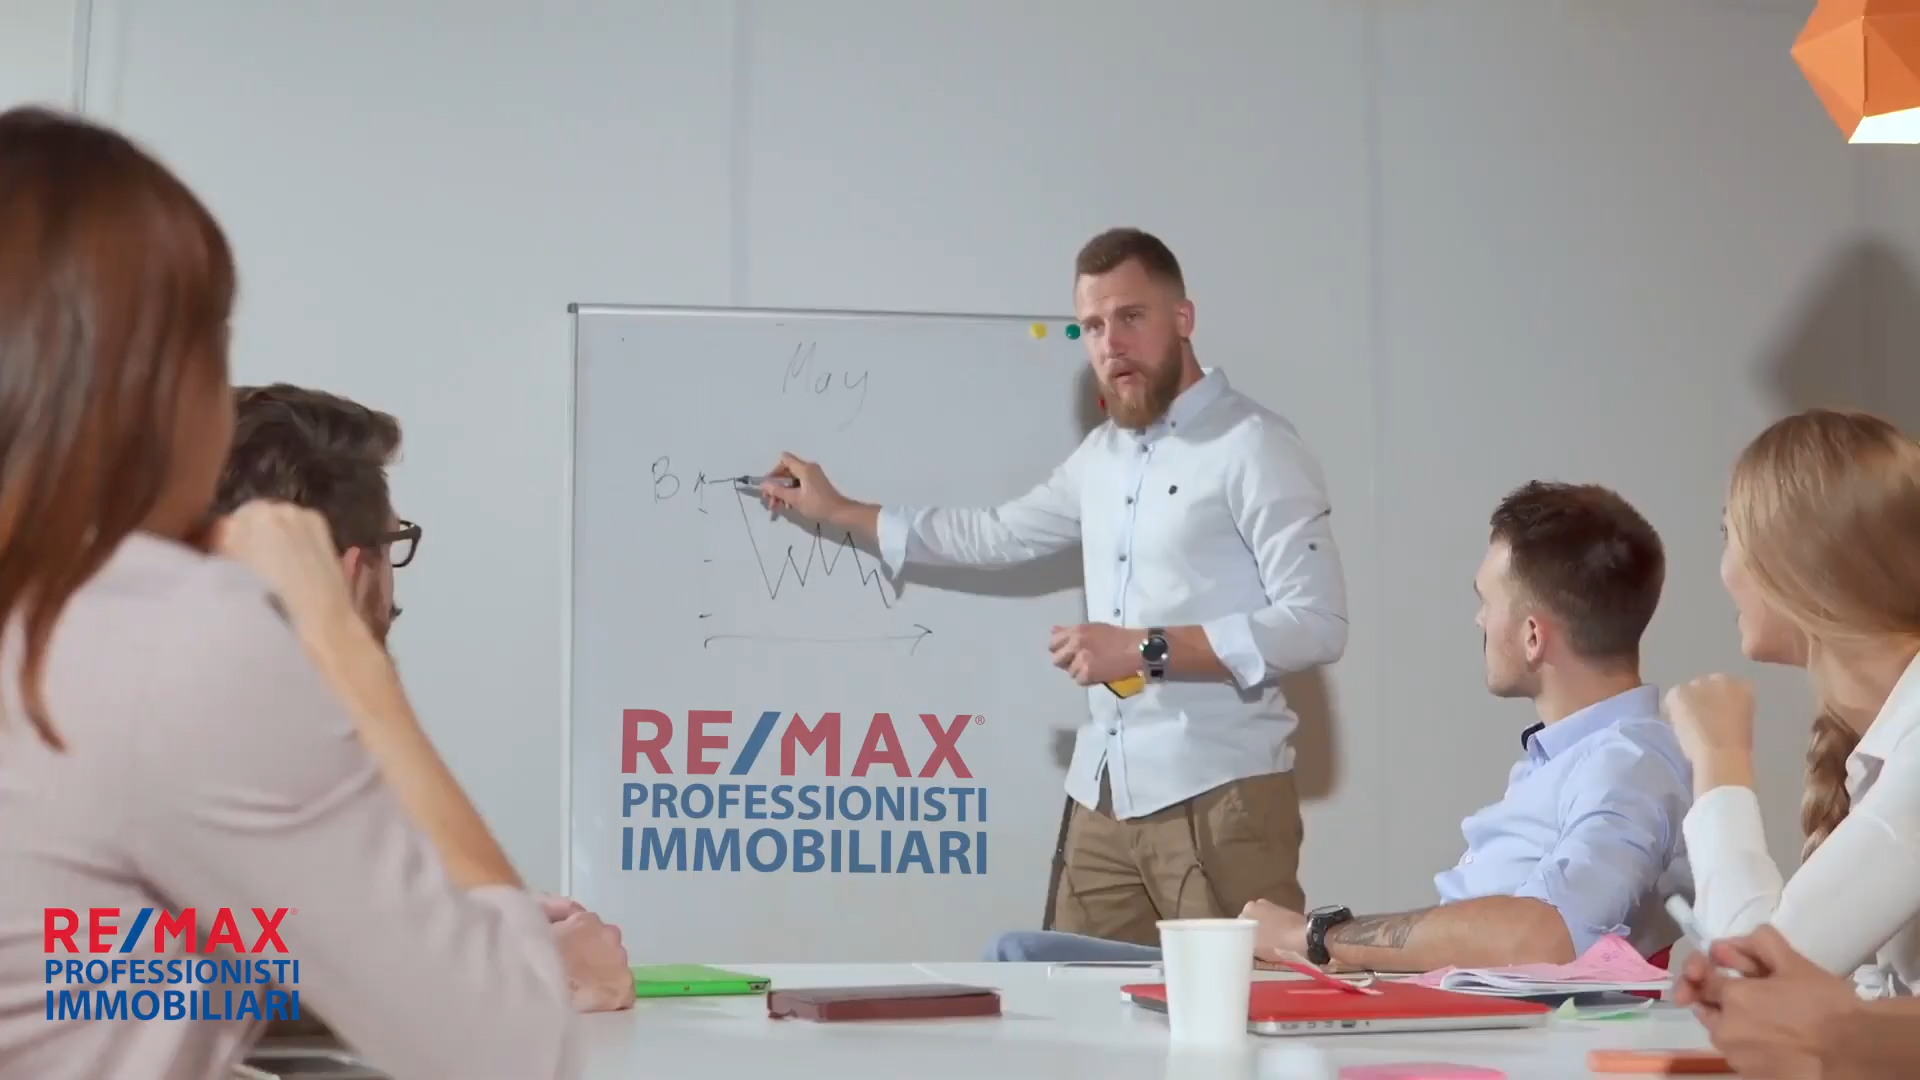 May
B
RE/MAX®
PROFESSIONISTI
IMMOBILIARI
RE/MAX®
PROFESSIONISTI
IMMOBILIARI